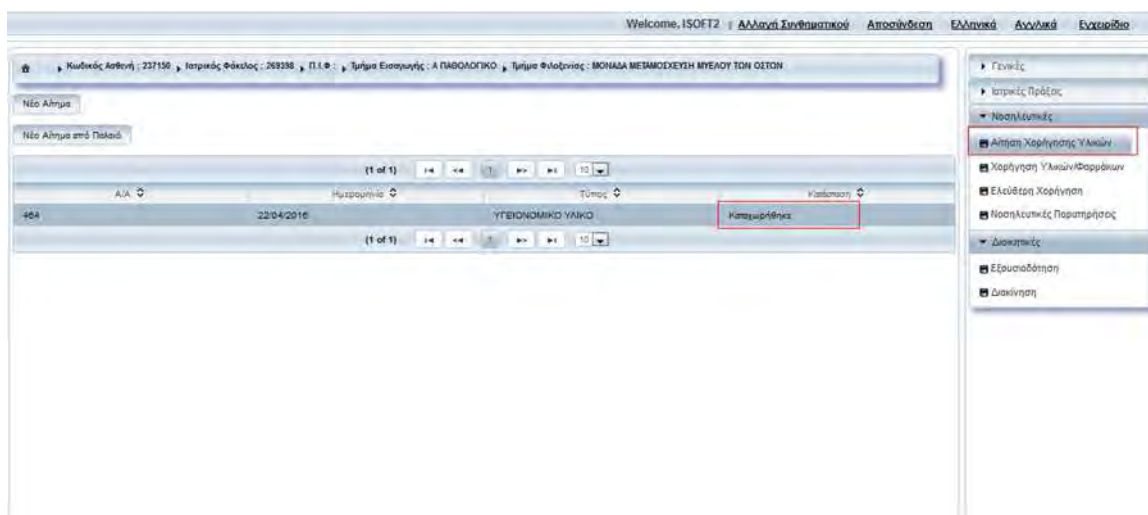 Welcome, ISOFT2 | Αλλαγή Συνθηματικού Αποσύνδεση Ελληνικά Αγγλικά Εγχειρίδιο
Κωδικός Ασθενή : 237150 Ιατρικός Φάκελος : 269398 Π.Ι.Φ : Τμήμα Εισαγωγής : Α ΠΑΘΟΛΟΓΙΚΟ Τμήμα Φιλοξενίας : ΜΟΝΑΔΑ ΜΕΤΑΜΟΣΧΕΥΣΗ ΜΥΕΛΟΥ ΤΩΝ ΟΣΤΩΝ
Νέο Αίτημα
Νέο Αίτημα από Παλαιό
(1 of 1) 1 10
Α/Α Ημερομηνία Τύπος Κατάσταση
464 22/04/2016 ΥΓΕΙΟΝΟΜΙΚΟ ΥΛΙΚΟ Καταχωρήθηκε
(1 of 1) 1 10
Γενικές
Ιατρικές Πράξεις
Νοσηλευτικές
Αίτηση Χορήγησης Υλικών
Χορήγηση Υλικών/Φαρμάκων
Ελεύθερη Χορήγηση
Νοσηλευτικές Παρατηρήσεις
Διοικητικές
Εξουσιοδότηση
Διακίνηση